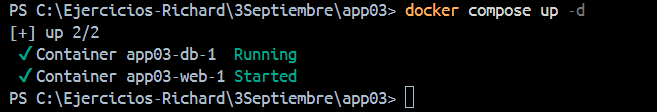 PS C:\Ejercicios-Richard\3Septiembre\app03> docker compose up -d
[+] up 2/2
✔ Container app03-db-1  Running
✔ Container app03-web-1 Started
PS C:\Ejercicios-Richard\3Septiembre\app03>